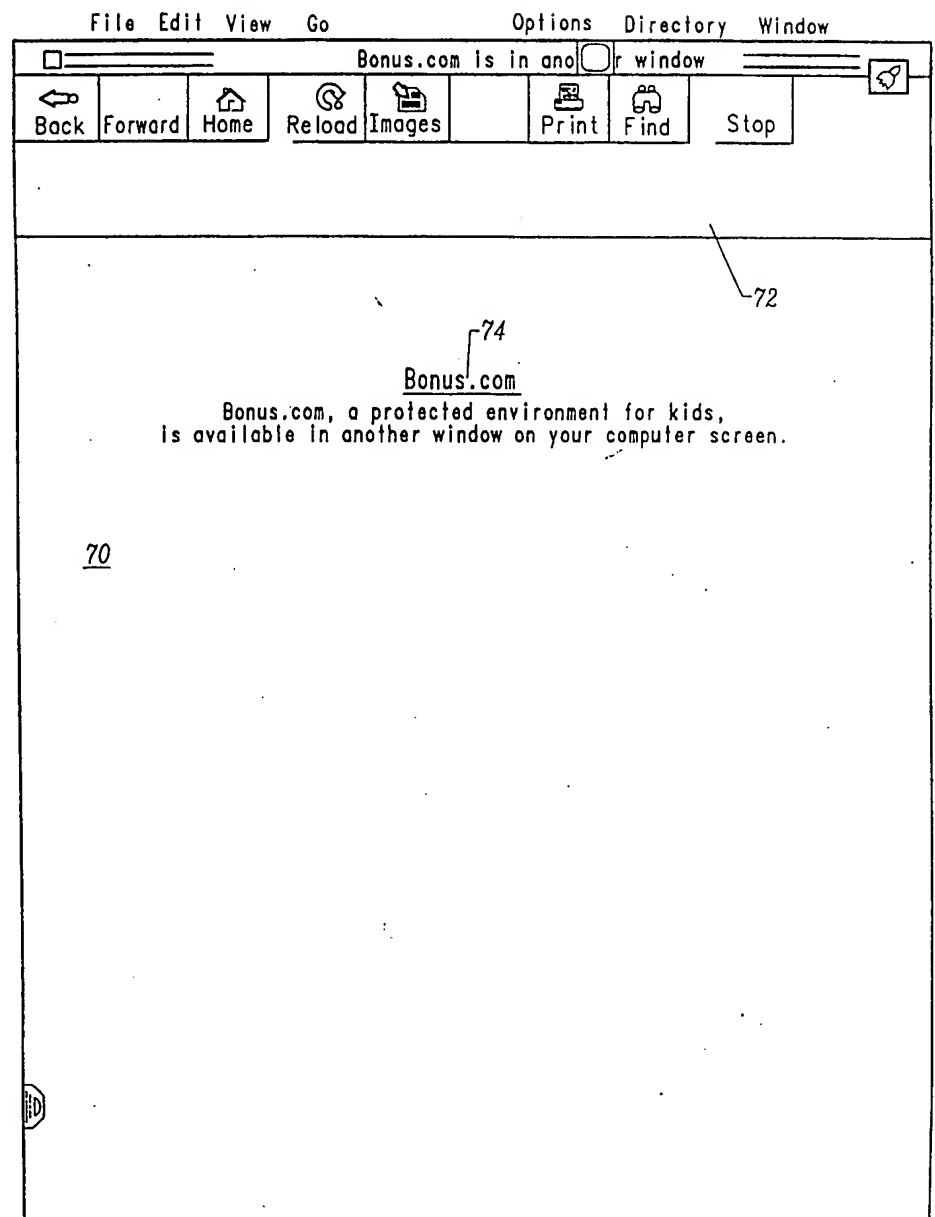 File Edit View Go Options Directory Window
Bonus.com is in ano r window
Back Forward Home Reload Images Print Find Stop
72
74
Bonus.com
Bonus.com, a protected environment for kids,
is available in another window on your computer screen.
70